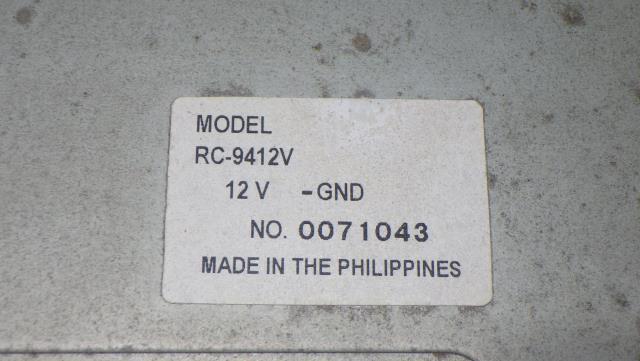 MODEL
RC-9412V
12 V -GND
NO. 0071043
MADE IN THE PHILIPPINES